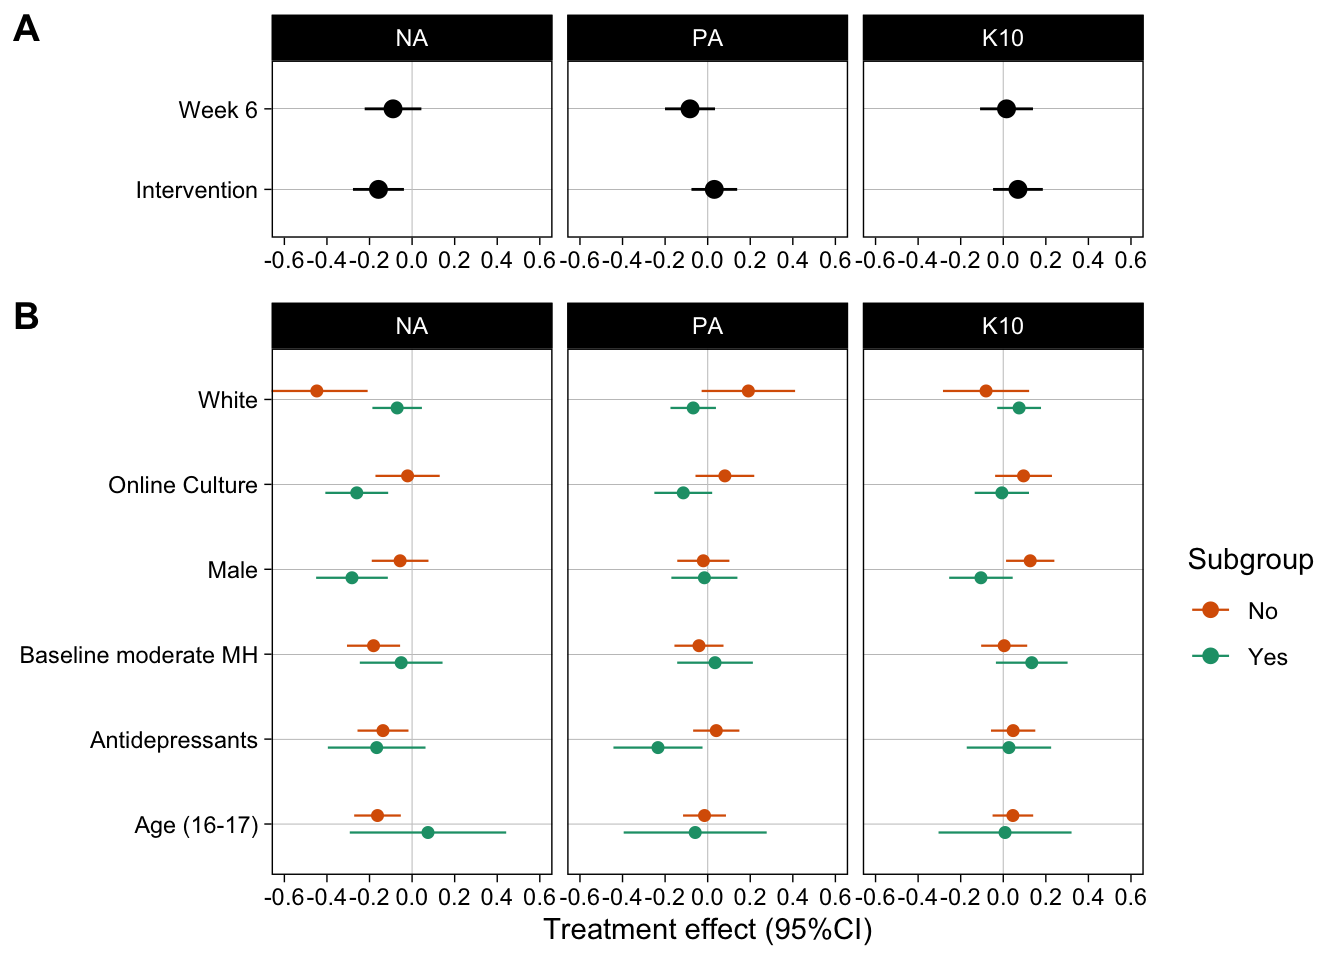 A
NA PA K10
Week 6
Intervention
-0.6 -0.4 -0.2 0.0 0.2 0.4 0.6 -0.6 -0.4 -0.2 0.0 0.2 0.4 0.6 -0.6 -0.4 -0.2 0.0 0.2 0.4 0.6
B
NA PA K10
White
Online Culture
Male
Baseline moderate MH
Antidepressants
Age (16-17)
-0.6 -0.4 -0.2 0.0 0.2 0.4 0.6 -0.6 -0.4 -0.2 0.0 0.2 0.4 0.6 -0.6 -0.4 -0.2 0.0 0.2 0.4 0.6
Treatment effect (95%CI)
Subgroup
No
Yes